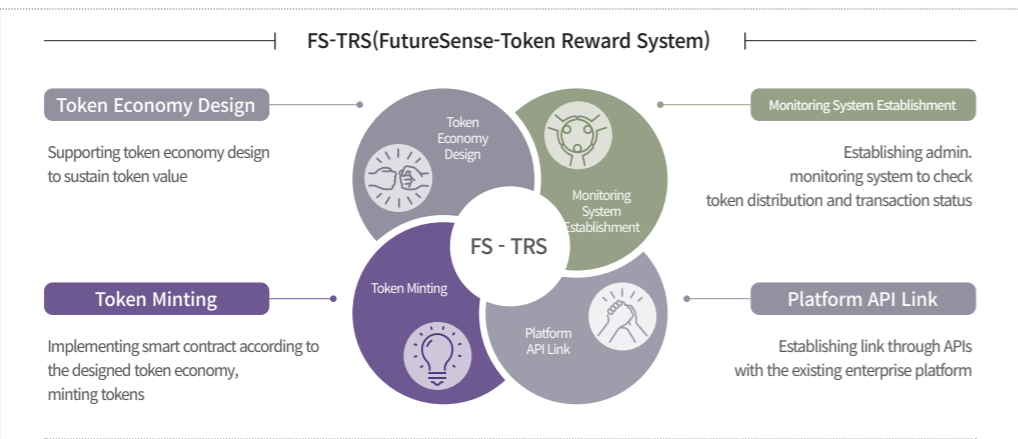 FS-TRS(FutureSense-Token Reward System)
Token Economy Design
Supporting token economy design
to sustain token value
Token
Economy
Design
Monitoring
System
Establishment
Monitoring System Establishment
Establishing admin.
monitoring system to check
token distribution and transaction status
FS - TRS
Token Minting
Implementing smart contract according to
the designed token economy,
minting tokens
Token Minting
Platform
API Link
Platform API Link
Establishing link through APIs
with the existing enterprise platform